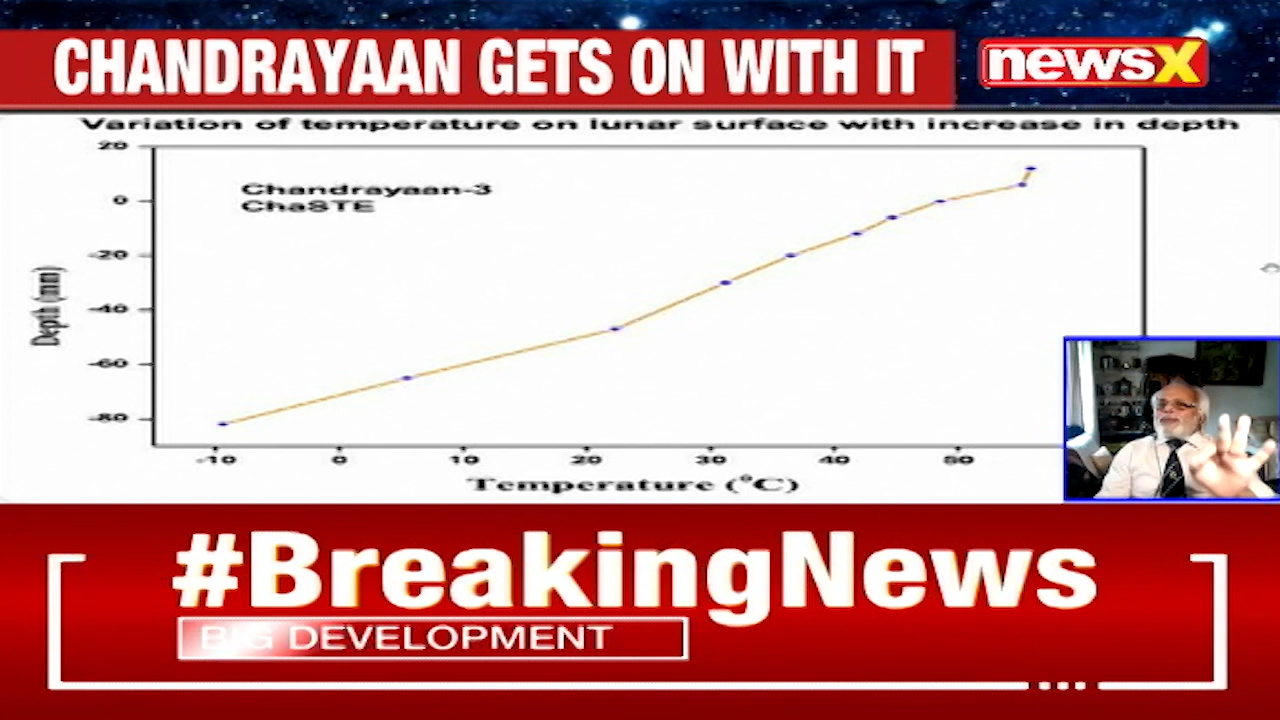 CHANDRAYAAN GETS ON WITH IT
newsX
Variation of temperature on lunar surface with increase in depth
Chandrayaan-3
ChaSTE
20
0
-20
-40
-60
-80
Depth (mm)
-10 0 10 20 30 40 50
Temperature (°C)
#BreakingNews
BIG DEVELOPMENT